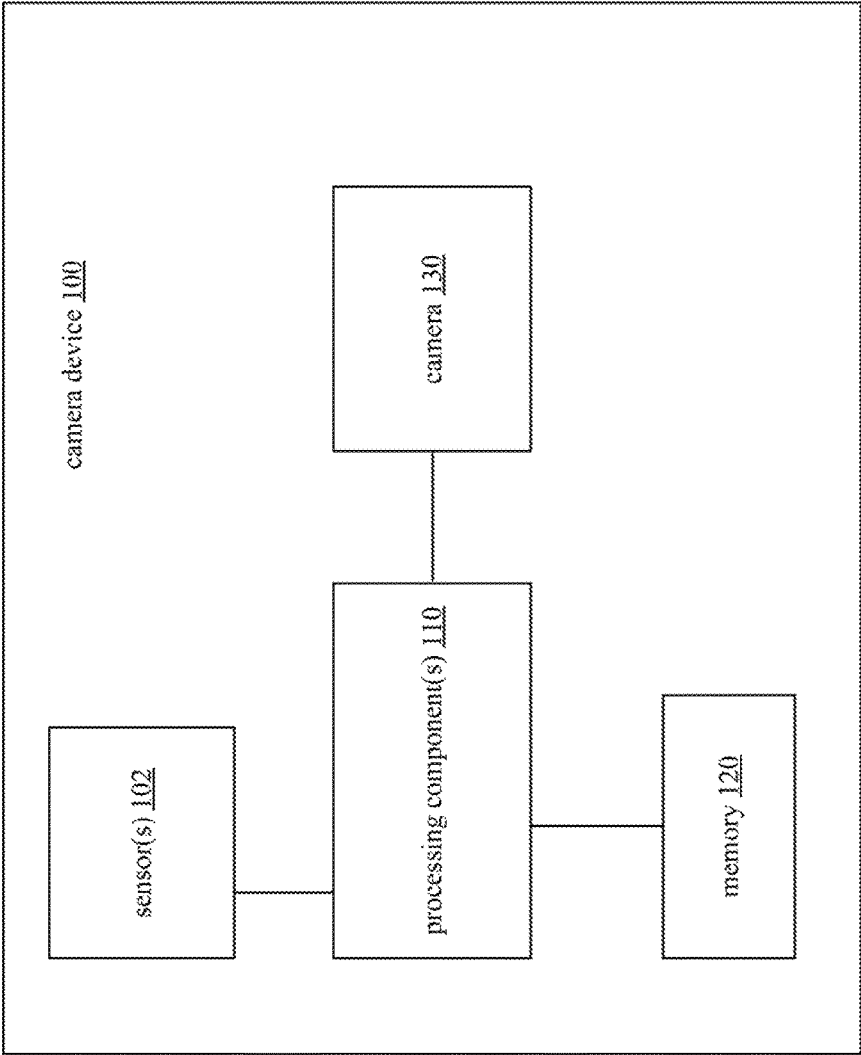 camera device 100
sensor(s) 102
processing component(s) 110
camera 130
memory 120